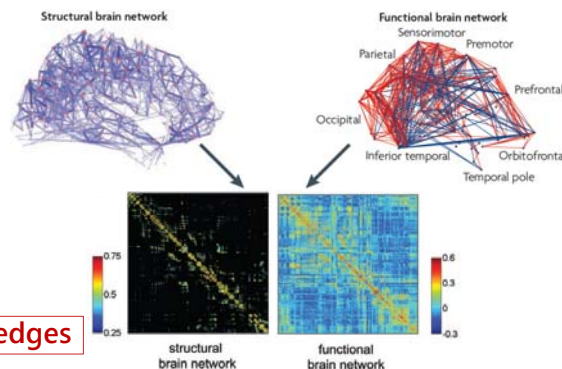 Structural brain network
Functional brain network
Sensorimotor
Parietal
Premotor
Prefrontal
Occipital
Inferior temporal
Orbitofrontal
Temporal pole
0.75
0.5
0.25
0.6
0.3
0
-0.3
edges
structural
brain network
functional
brain network